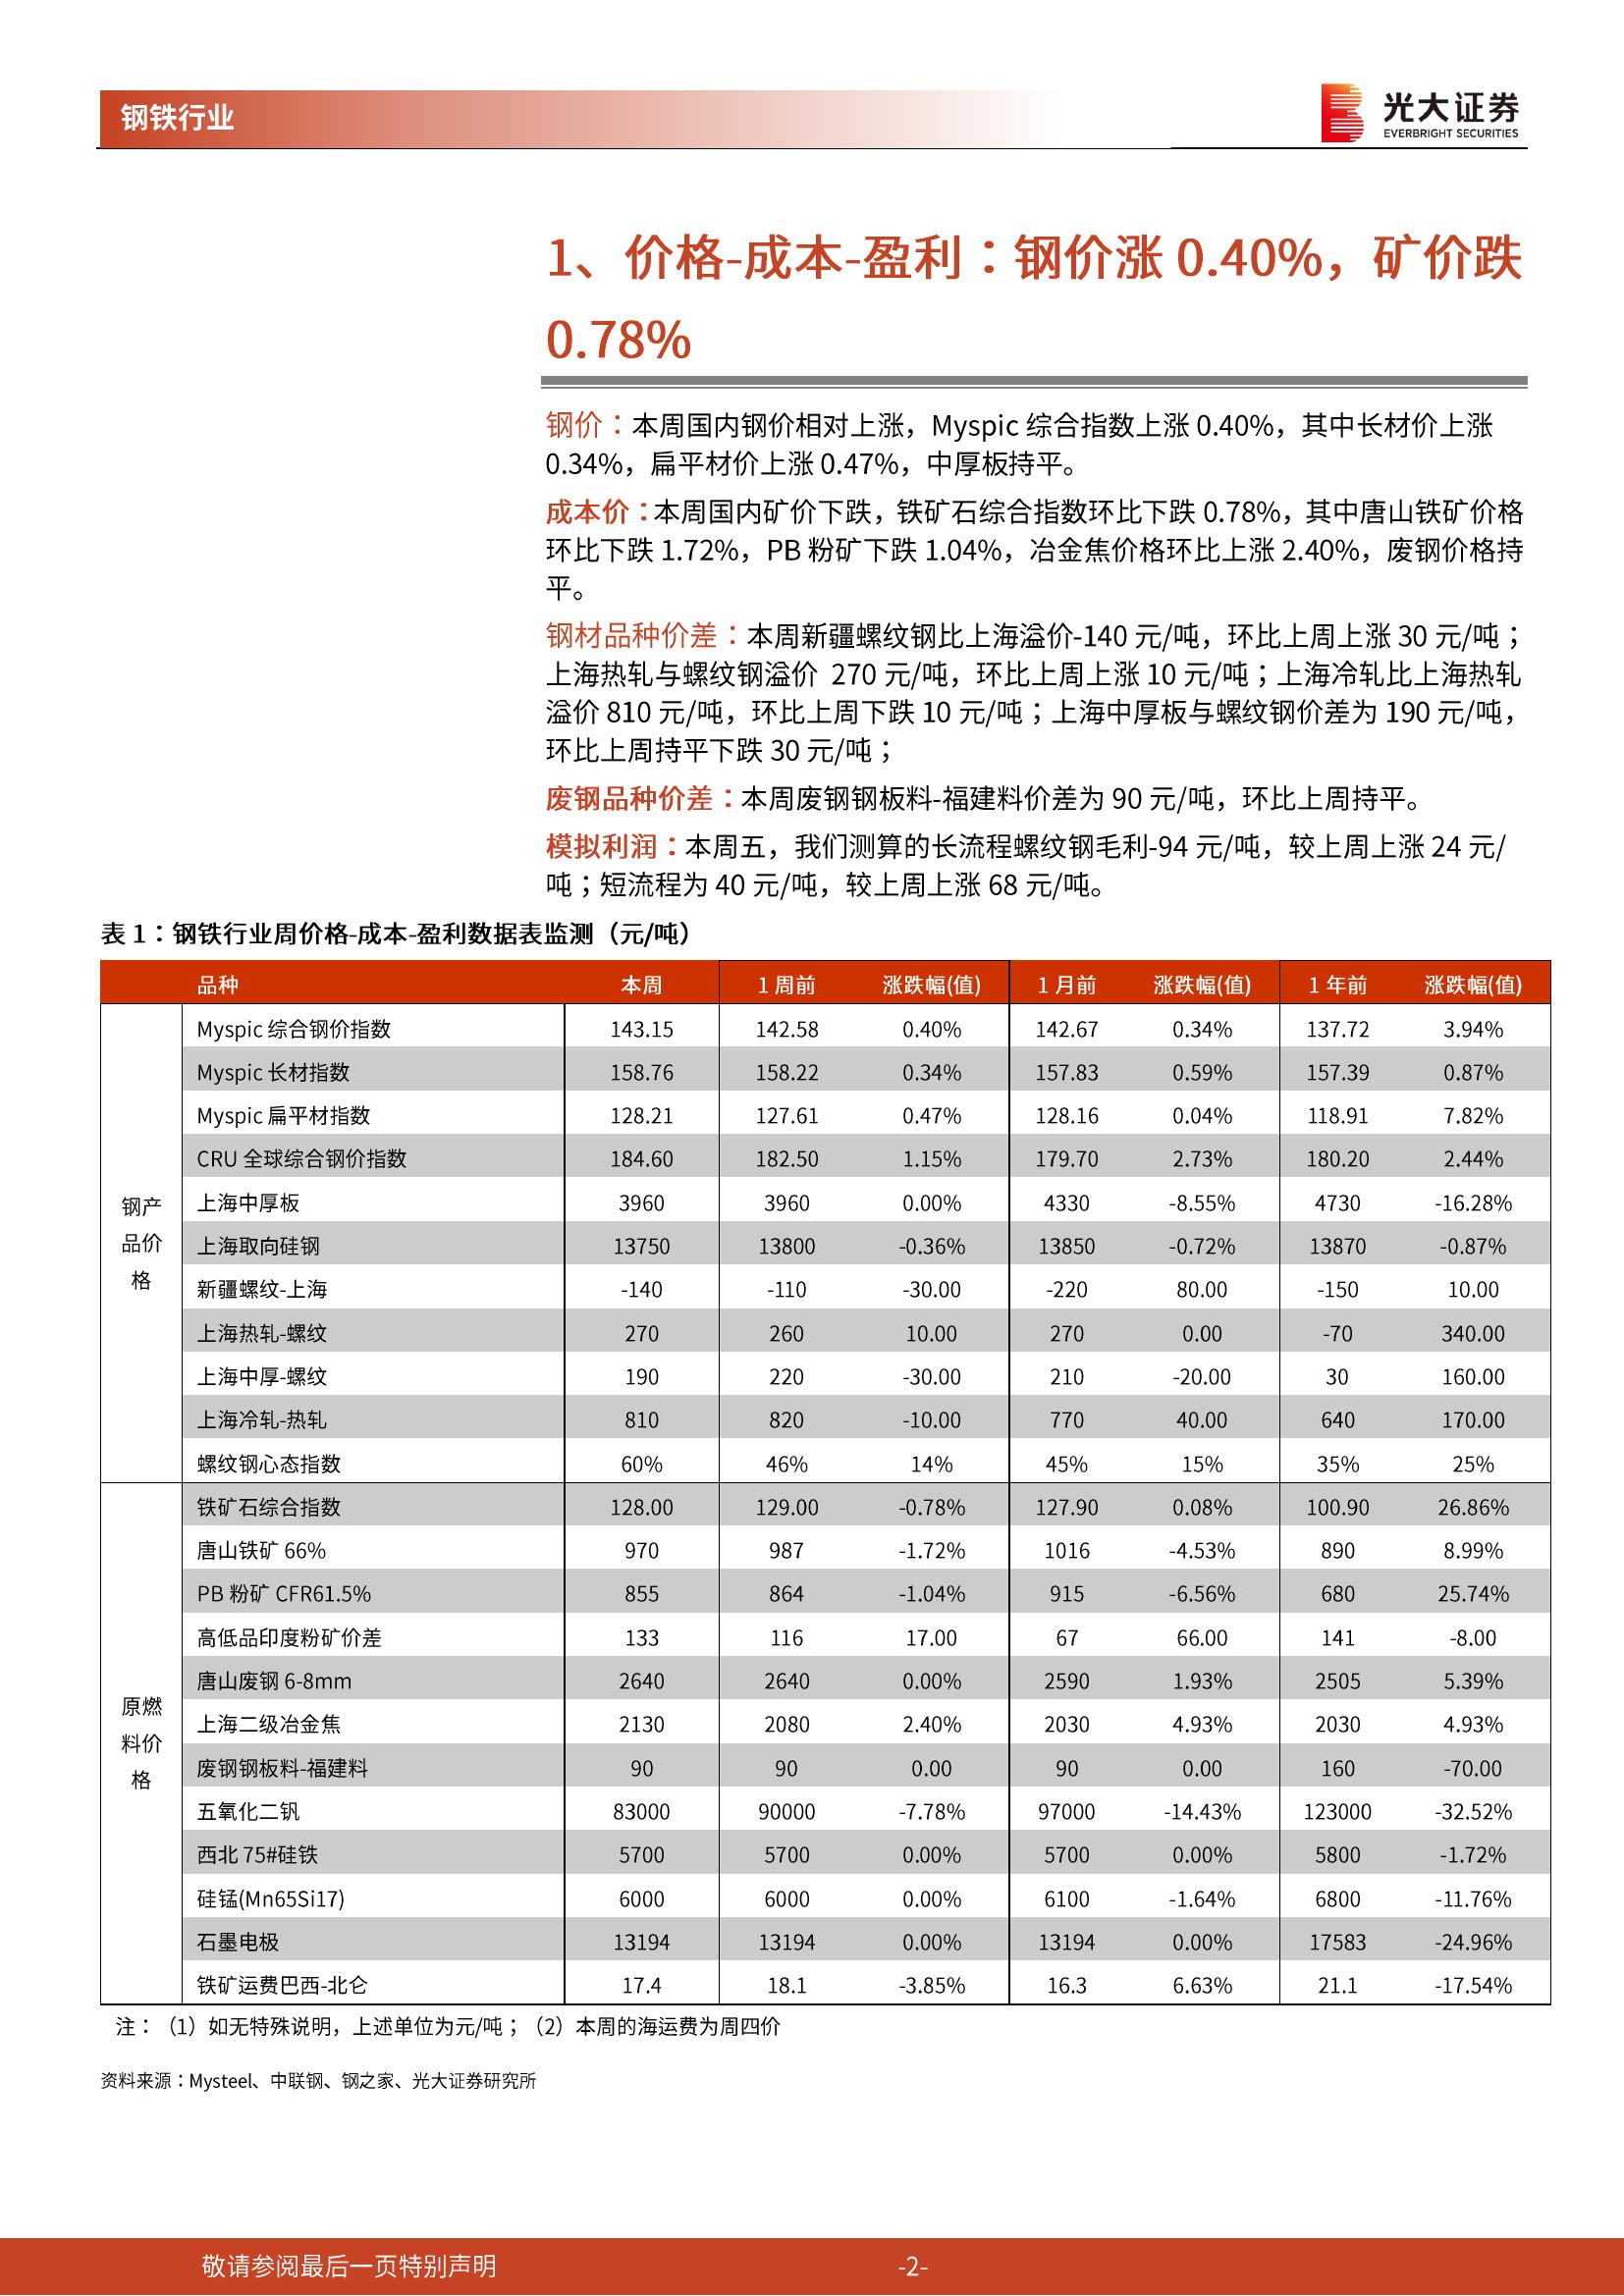 钢铁行业
光大证券
EVERBRIGHT SECURITIES
1、价格-成本-盈利：钢价涨 0.40%，矿价跌
0.78%
钢价：本周国内钢价相对上涨，Myspic 综合指数上涨 0.40%，其中长材价上涨
0.34%，扁平材价上涨 0.47%，中厚板持平。
成本价：本周国内矿价下跌，铁矿石综合指数环比下跌 0.78%，其中唐山铁矿价格
环比下跌 1.72%，PB 粉矿下跌 1.04%，冶金焦价格环比上涨 2.40%，废钢价格持
平。
钢材品种价差：本周新疆螺纹钢比上海溢价-140 元/吨，环比上周上涨 30 元/吨；
上海热轧与螺纹钢溢价 270 元/吨，环比上周上涨 10 元/吨；上海冷轧比上海热轧
溢价 810 元/吨，环比上周下跌 10 元/吨；上海中厚板与螺纹钢价差为 190 元/吨，
环比上周持平下跌 30 元/吨；
废钢品种价差：本周废钢钢板料-福建料价差为 90 元/吨，环比上周持平。
模拟利润：本周五，我们测算的长流程螺纹钢毛利-94 元/吨，较上周上涨 24 元/
吨；短流程为 40 元/吨，较上周上涨 68 元/吨。
表 1：钢铁行业周价格-成本-盈利数据表监测（元/吨）
品种 本周 1 周前 涨跌幅(值) 1 月前 涨跌幅(值) 1 年前 涨跌幅(值)
钢产品价格
Myspic 综合钢价指数 143.15 142.58 0.40% 142.67 0.34% 137.72 3.94%
Myspic 长材指数 158.76 158.22 0.34% 157.83 0.59% 157.39 0.87%
Myspic 扁平材指数 128.21 127.61 0.47% 128.16 0.04% 118.91 7.82%
CRU 全球综合钢价指数 184.60 182.50 1.15% 179.70 2.73% 180.20 2.44%
上海中厚板 3960 3960 0.00% 4330 -8.55% 4730 -16.28%
上海取向硅钢 13750 13800 -0.36% 13850 -0.72% 13870 -0.87%
新疆螺纹-上海 -140 -110 -30.00 -220 80.00 -150 10.00
上海热轧-螺纹 270 260 10.00 270 0.00 -70 340.00
上海中厚-螺纹 190 220 -30.00 210 -20.00 30 160.00
上海冷轧-热轧 810 820 -10.00 770 40.00 640 170.00
螺纹钢心态指数 60% 46% 14% 45% 15% 35% 25%
原燃料价格
铁矿石综合指数 128.00 129.00 -0.78% 127.90 0.08% 100.90 26.86%
唐山铁矿 66% 970 987 -1.72% 1016 -4.53% 890 8.99%
PB 粉矿 CFR61.5% 855 864 -1.04% 915 -6.56% 680 25.74%
高低品印度粉矿价差 133 116 17.00 67 66.00 141 -8.00
唐山废钢 6-8mm 2640 2640 0.00% 2590 1.93% 2505 5.39%
上海二级冶金焦 2130 2080 2.40% 2030 4.93% 2030 4.93%
废钢钢板料-福建料 90 90 0.00 90 0.00 160 -70.00
五氧化二钒 83000 90000 -7.78% 97000 -14.43% 123000 -32.52%
西北 75#硅铁 5700 5700 0.00% 5700 0.00% 5800 -1.72%
硅锰(Mn65Si17) 6000 6000 0.00% 6100 -1.64% 6800 -11.76%
石墨电极 13194 13194 0.00% 13194 0.00% 17583 -24.96%
铁矿运费巴西-北仑 17.4 18.1 -3.85% 16.3 6.63% 21.1 -17.54%
注：（1）如无特殊说明，上述单位为元/吨；（2）本周的海运费为周四价
资料来源：Mysteel、中联钢、钢之家、光大证券研究所
敬请参阅最后一页特别声明 -2-